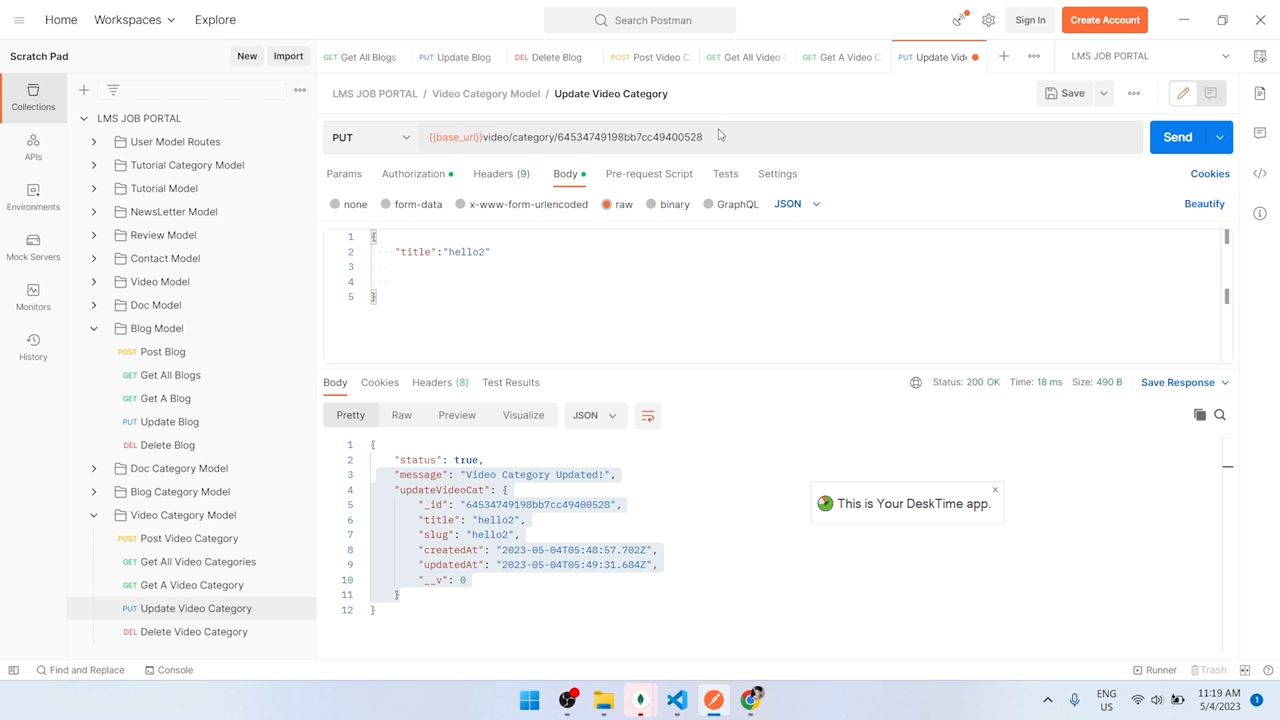 Home Workspaces Explore Search Postman Sign In Create Account
Scratch Pad New Import
GET Get All Blogs PUT Update Blog DEL Delete Blog POST Post Video C GET Get All Video GET Get A Video C PUT Update Vid LMS JOB PORTAL
Collections
APIs
Environments
Mock Servers
Monitors
History
LMS JOB PORTAL
User Model Routes
Tutorial Category Model
Tutorial Model
NewsLetter Model
Review Model
Contact Model
Video Model
Doc Model
Blog Model
POST Post Blog
GET Get All Blogs
GET Get A Blog
PUT Update Blog
DEL Delete Blog
Doc Category Model
Blog Category Model
Video Category Model
POST Post Video Category
GET Get All Video Categories
GET Get A Video Category
PUT Update Video Category
DEL Delete Video Category
LMS JOB PORTAL / Video Category Model / Update Video Category Save
PUT {{base_url}}video/category/64534749198bb7cc49400528 Send
Params Authorization Headers (9) Body Pre-request Script Tests Settings Cookies
none form-data x-www-form-urlencoded raw binary GraphQL JSON Beautify
1 {
2 "title":"hello2"
3
4
5 }
Body Cookies Headers (8) Test Results Status: 200 OK Time: 18 ms Size: 490 B Save Response
Pretty Raw Preview Visualize JSON
1 {
2 "status": true,
3 "message": "Video Category Updated!",
4 "updateVideoCat": {
5 "_id": "64534749198bb7cc49400528",
6 "title": "hello2",
7 "slug": "hello2",
8 "createdAt": "2023-05-04T05:48:57.702Z",
9 "updatedAt": "2023-05-04T05:49:31.684Z",
10 "__v": 0
11 }
12 }
This is Your DeskTime app.
Find and Replace Console Runner Trash
ENG
US
11:19 AM
5/4/2023
1